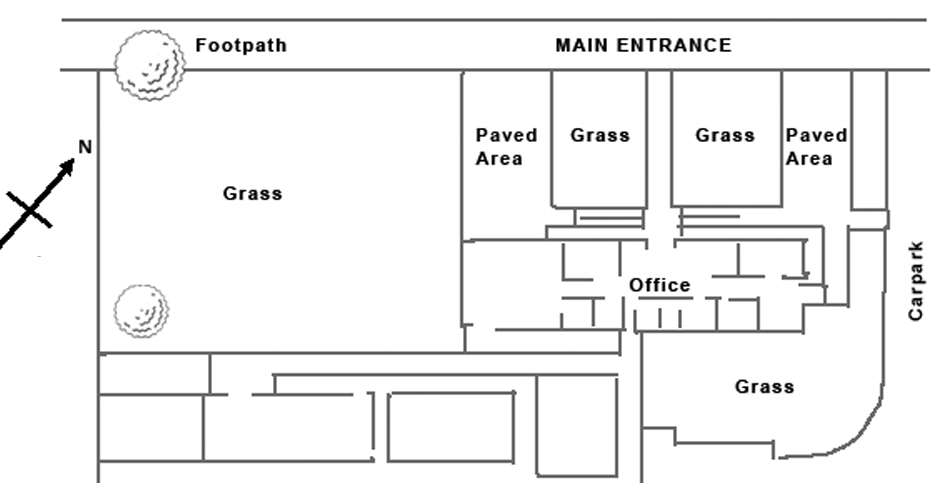 Footpath
MAIN ENTRANCE
N
Paved
Area
Grass
Grass
Paved
Area
Grass
Office
Carpark
Grass